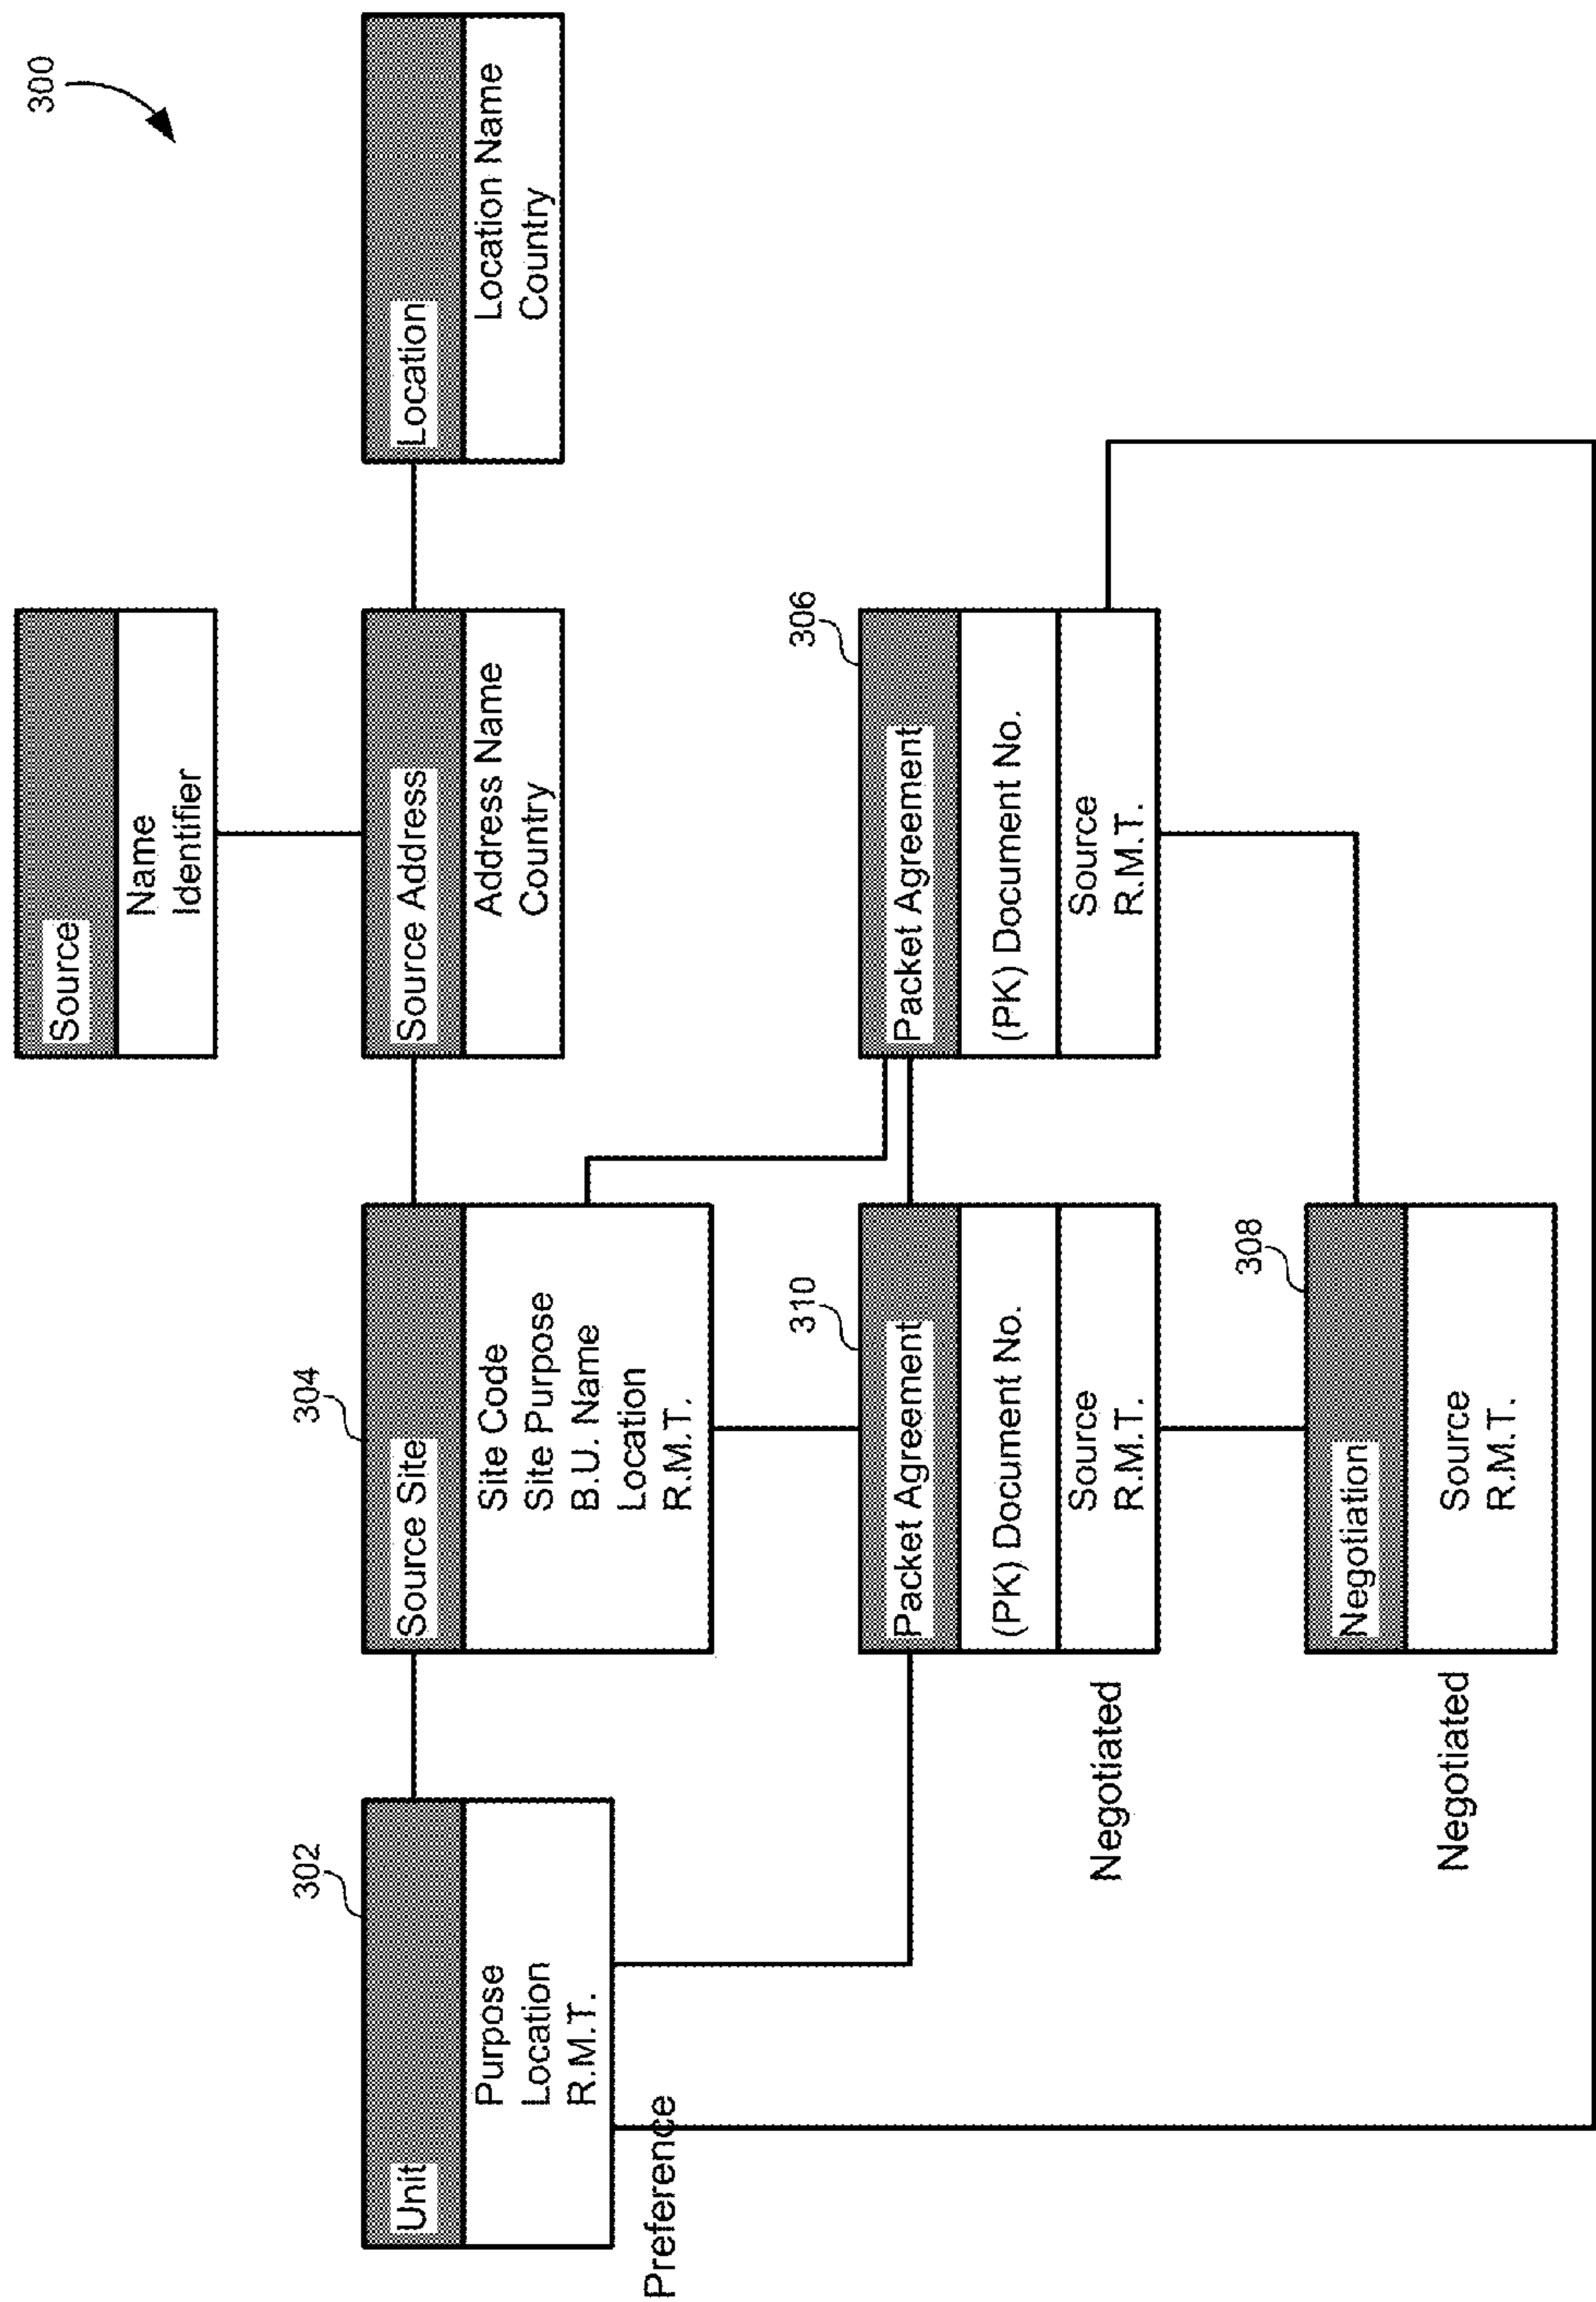 300
Source
Name
Identifier
302
Unit
Purpose
Location
R.M.T.
Preference
304
Source Site
Site Code
Site Purpose
B.U. Name
Location
R.M.T.
Source Address
Address Name
Country
Location
Location Name
Country
310
Packet Agreement
(PK) Document No.
Source
R.M.T.
Negotiated
306
Packet Agreement
(PK) Document No.
Source
R.M.T.
308
Negotiation
Source
R.M.T.
Negotiated